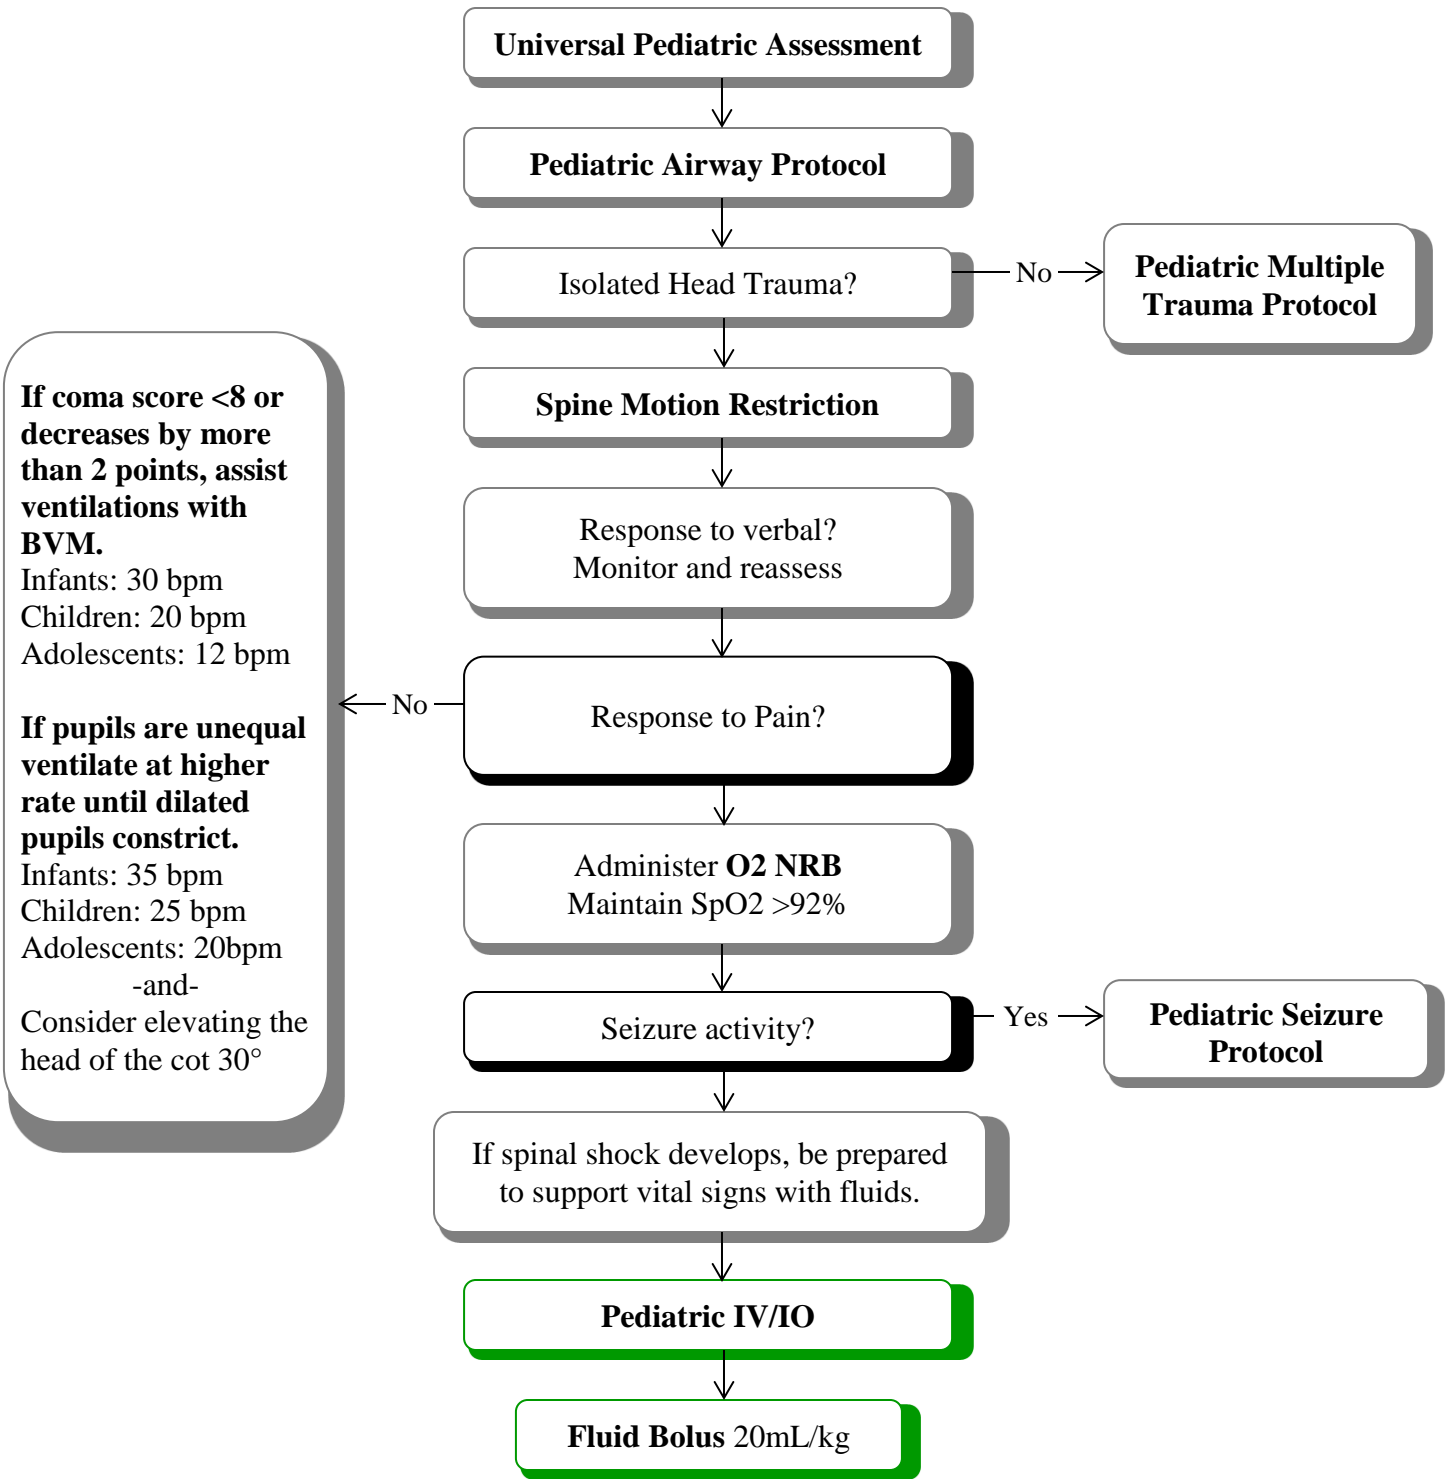 Universal Pediatric Assessment
Pediatric Airway Protocol
Isolated Head Trauma?
No
Pediatric Multiple
Trauma Protocol
Spine Motion Restriction
Response to verbal?
Monitor and reassess
Response to Pain?
No
If coma score <8 or
decreases by more
than 2 points, assist
ventilations with
BVM.
Infants: 30 bpm
Children: 20 bpm
Adolescents: 12 bpm
If pupils are unequal
ventilate at higher
rate until dilated
pupils constrict.
Infants: 35 bpm
Children: 25 bpm
Adolescents: 20bpm
-and-
Consider elevating the
head of the cot 30°
Administer O2 NRB
Maintain SpO2 >92%
Seizure activity?
Yes
Pediatric Seizure
Protocol
If spinal shock develops, be prepared
to support vital signs with fluids.
Pediatric IV/IO
Fluid Bolus 20mL/kg